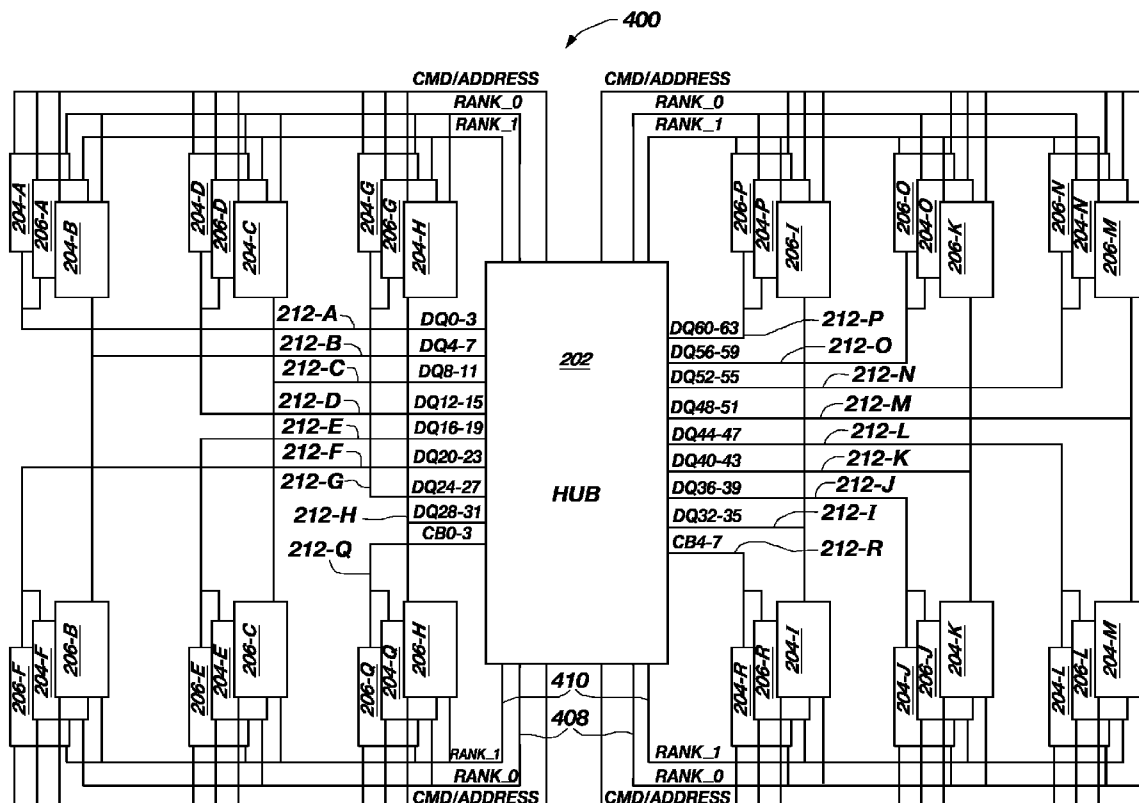 400
CMD/ADDRESS
CMD/ADDRESS
RANK_0
RANK_0
RANK_1
RANK_1
204-A
206-A
204-B
204-D
206-D
204-C
204-G
206-G
204-H
206-P
204-P
206-I
206-O
204-O
206-K
206-N
204-N
206-M
212-A
DQ0-3
212-B
DQ4-7
212-C
DQ8-11
212-D
DQ12-15
212-E
DQ16-19
212-F
DQ20-23
212-G
DQ24-27
212-H
DQ28-31
212-Q
CB0-3
202
HUB
DQ60-63
212-P
DQ56-59
212-O
DQ52-55
212-N
DQ48-51
212-M
DQ44-47
212-L
DQ40-43
212-K
DQ36-39
212-J
DQ32-35
212-I
CB4-7
212-R
206-F
204-F
206-B
206-E
204-E
206-C
206-Q
204-Q
206-H
204-R
206-R
204-I
204-J
206-J
204-K
204-L
206-L
204-M
410
408
RANK_1
RANK_1
RANK_0
RANK_0
CMD/ADDRESS
CMD/ADDRESS